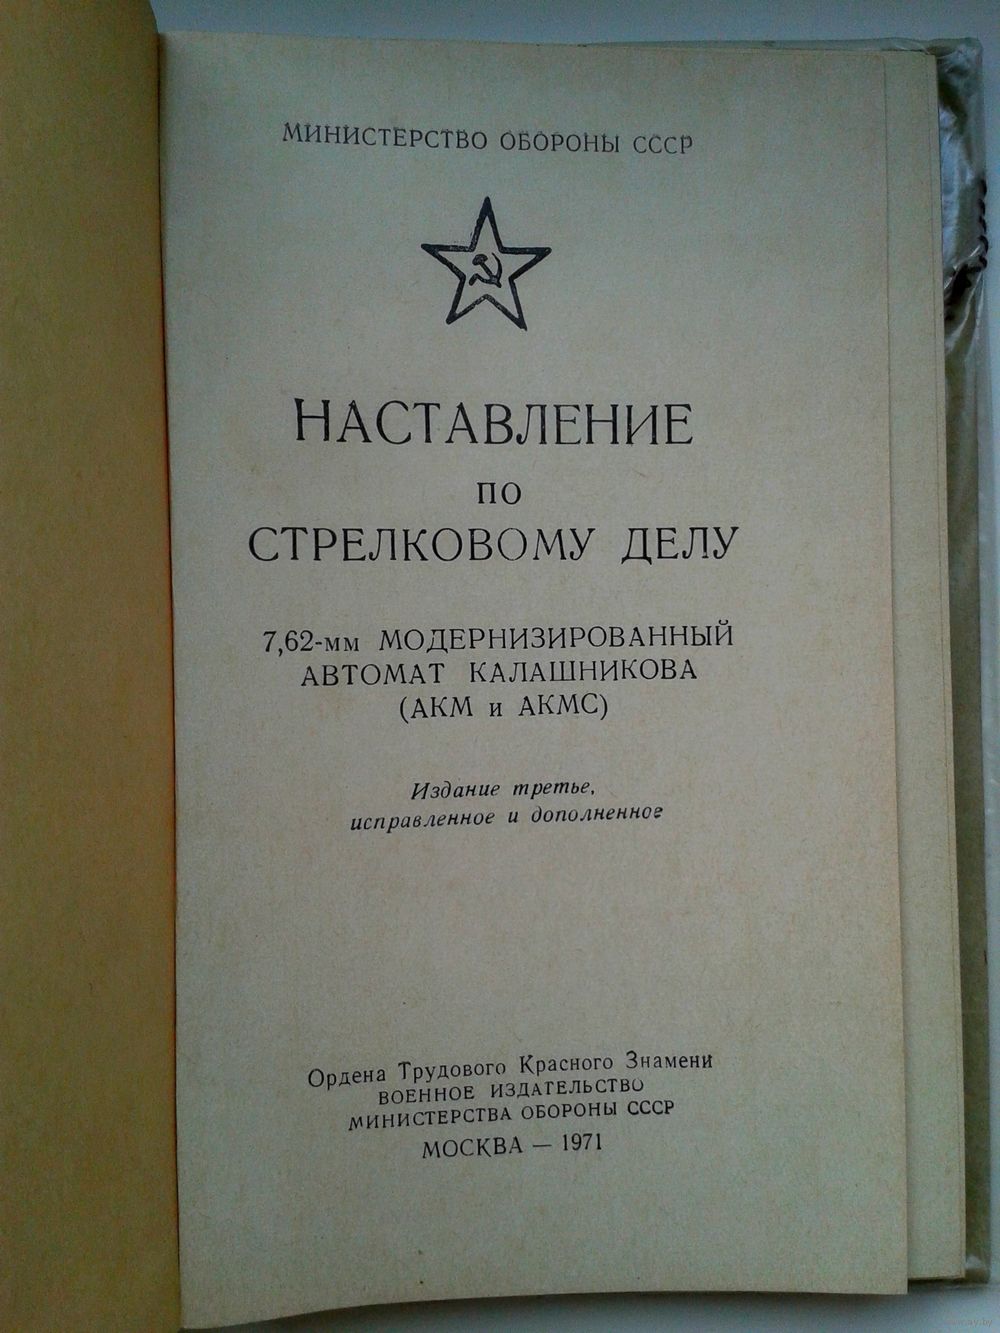 МИНИСТЕРСТВО ОБОРОНЫ СССР
НАСТАВЛЕНИЕ
ПО
СТРЕЛКОВОМУ ДЕЛУ
7,62-мм МОДЕРНИЗИРОВАННЫЙ
АВТОМАТ КАЛАШНИКОВА
(АКМ и АКМС)
Издание третье,
исправленное и дополненное
Ордена Трудового Красного Знамени
ВОЕННОЕ ИЗДАТЕЛЬСТВО
МИНИСТЕРСТВА ОБОРОНЫ СССР
МОСКВА — 1971